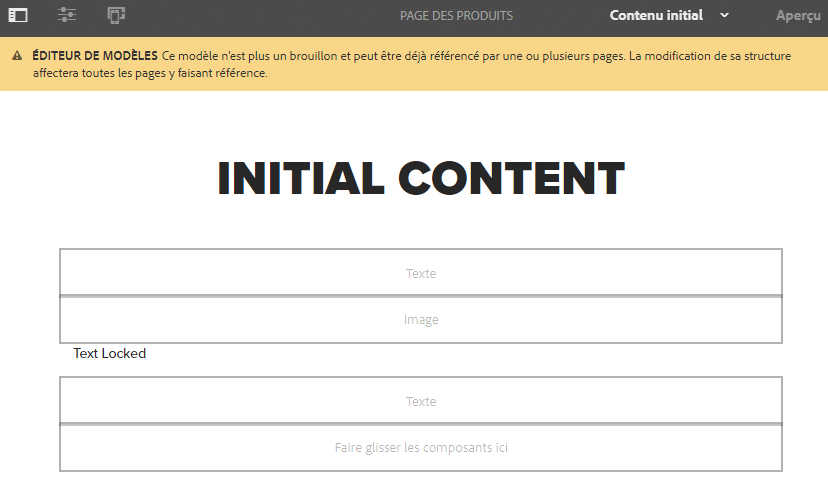 PAGE DES PRODUITS Contenu initial Aperçu
ÉDITEUR DE MODÈLES Ce modèle n'est plus un brouillon et peut être déjà référencé par une ou plusieurs pages. La modification de sa structure
affectera toutes les pages y faisant référence.
INITIAL CONTENT
Texte
Image
Text Locked
Texte
Faire glisser les composants ici